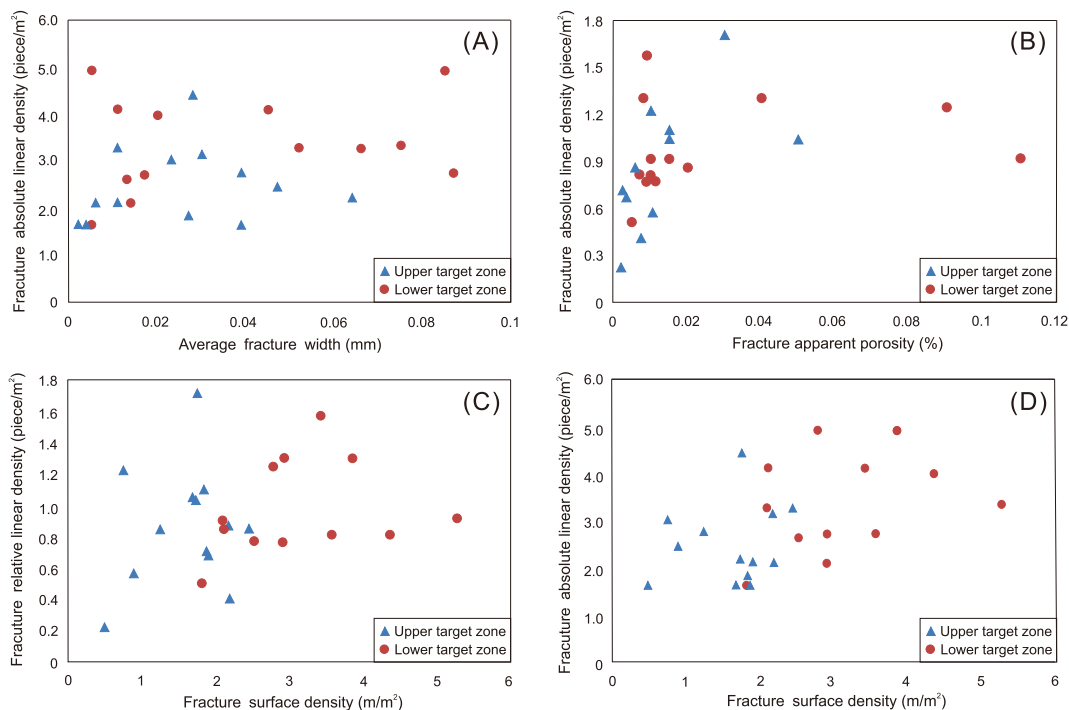 Fracuture absolute linear density (piece/m²)
6.0
5.0
4.0
3.0
2.0
1.0
0
(A)
Upper target zone
Lower target zone
0 0.02 0.04 0.06 0.08 0.1
Average fracture width (mm)
Fracuture absolute linear density (piece/m²)
1.8
1.5
1.2
0.9
0.6
0.3
0
(B)
Upper target zone
Lower target zone
0 0.02 0.04 0.06 0.08 0.1 0.12
Fracture apparent porosity (%)
Fracuture relative linear density (piece/m²)
1.8
1.6
1.4
1.2
1.0
0.8
0.6
0.4
0.2
0
(C)
Upper target zone
Lower target zone
0 1 2 3 4 5 6
Fracture surface density (m/m²)
Fracuture absolute linear density (piece/m²)
6.0
5.0
4.0
3.0
2.0
1.0
0
(D)
Upper target zone
Lower target zone
0 1 2 3 4 5 6
Fracture surface density (m/m²)